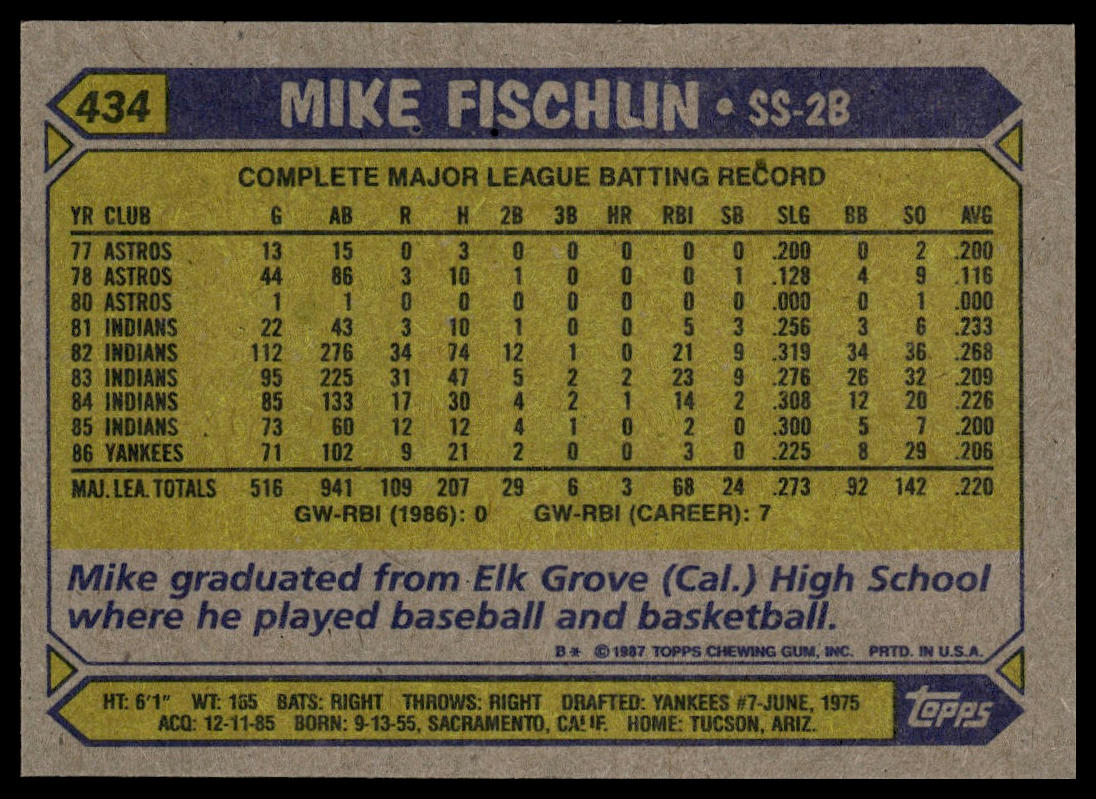 434 MIKE FISCHLIN • SS-2B
COMPLETE MAJOR LEAGUE BATTING RECORD
YR CLUB G AB R H 2B 3B HR RBI SB SLG BB SO AVG
77 ASTROS 13 15 0 3 0 0 0 0 0 .200 0 2 .200
78 ASTROS 44 86 3 10 1 0 0 0 1 .128 4 9 .116
80 ASTROS 1 1 0 0 0 0 0 0 0 .000 0 1 .000
81 INDIANS 22 43 3 10 1 0 0 5 3 .256 3 6 .233
82 INDIANS 112 276 34 74 12 1 0 21 9 .319 34 36 .268
83 INDIANS 95 225 31 47 5 2 2 23 9 .276 26 32 .209
84 INDIANS 85 133 17 30 4 2 1 14 2 .308 12 20 .226
85 INDIANS 73 60 12 12 4 1 0 2 0 .300 5 7 .200
86 YANKEES 71 102 9 21 2 0 0 3 0 .225 8 29 .206
MAJ. LEA. TOTALS 516 941 109 207 29 6 3 68 24 .273 92 142 .220
GW-RBI (1986): 0 GW-RBI (CAREER): 7
Mike graduated from Elk Grove (Cal.) High School
where he played baseball and basketball.
B* ©1987 TOPPS CHEWING GUM, INC. PRTD. IN U.S.A.
HT: 6'1" WT: 165 BATS: RIGHT THROWS: RIGHT DRAFTED: YANKEES #7-JUNE, 1975
ACQ: 12-11-85 BORN: 9-13-55, SACRAMENTO, CALIF. HOME: TUCSON, ARIZ.
topps